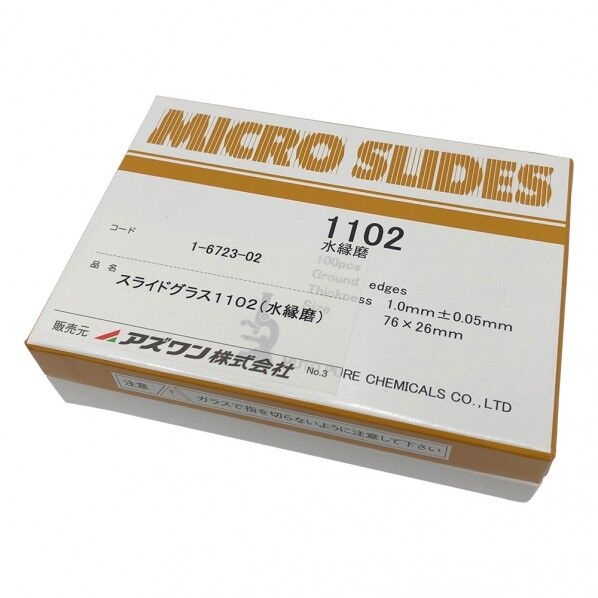 MICRO SLIDES
1102
水縁磨
コード
1-6723-02
100pcs
Ground edges
Thickness 1.0mm±0.05mm
Size 76×26mm
品名
スライドグラス1102(水縁磨)
販売元 アズワン株式会社 No.3
PORE CHEMICALS CO.,LTD
注意 ガラスで指を切らないように注意して下さい